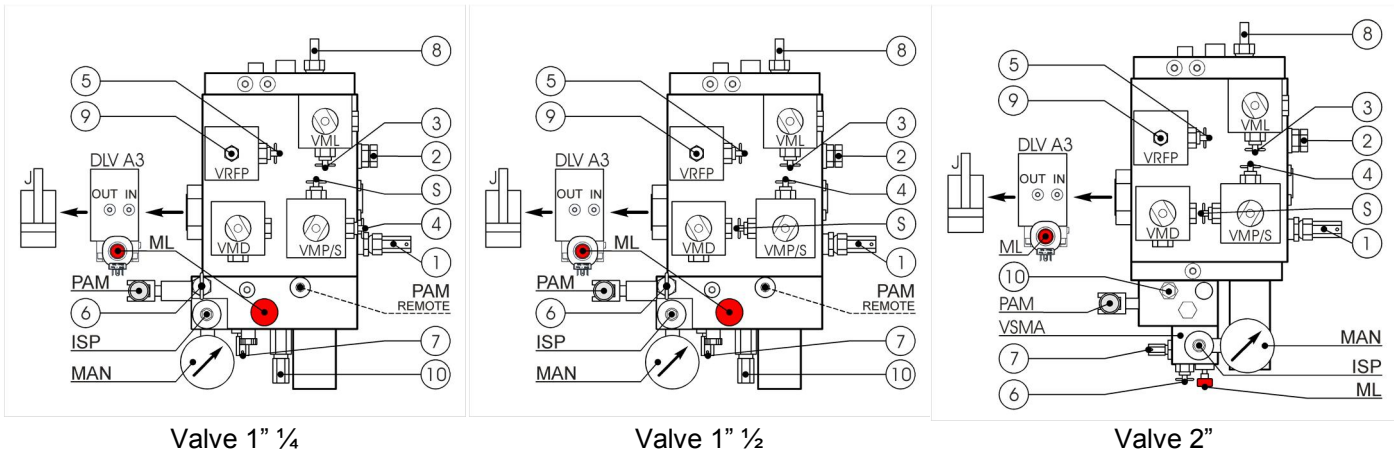 8
5
9
VML
3
2
VRFP
DLV A3
OUT IN
J
S
4
VMD
VMP/S
1
ML
PAM
PAM
REMOTE
6
ISP
7
MAN
10
Valve 1” ¼
8
5
9
VML
3
2
VRFP
DLV A3
OUT IN
J
4
S
VMD
VMP/S
1
ML
PAM
PAM
REMOTE
6
ISP
7
MAN
10
Valve 1” ½
8
5
9
VML
3
2
VRFP
DLV A3
OUT IN
J
4
S
VMD
VMP/S
1
ML
10
PAM
VSMA
MAN
7
ISP
6
ML
Valve 2”